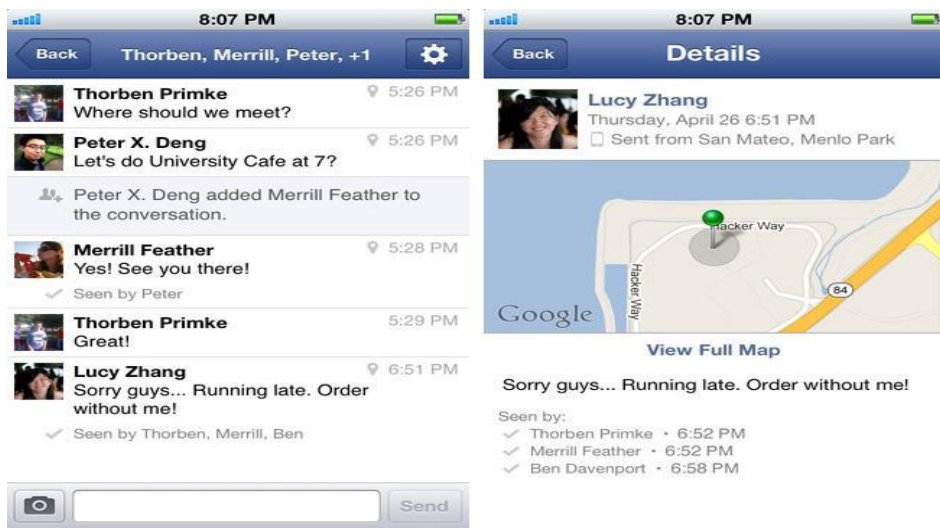 8:07 PM
Back
Thorben, Merrill, Peter, +1
Thorben Primke
5:26 PM
Where should we meet?
Peter X. Deng
5:26 PM
Let's do University Cafe at 7?
Peter X. Deng added Merrill Feather to
the conversation.
Merrill Feather
5:28 PM
Yes! See you there!
Seen by Peter
Thorben Primke
5:29 PM
Great!
Lucy Zhang
6:51 PM
Sorry guys... Running late. Order
without me!
Seen by Thorben, Merrill, Ben
Send
8:07 PM
Back
Details
Lucy Zhang
Thursday, April 26 6:51 PM
Sent from San Mateo, Menlo Park
Hacker Way
Hacker Way
84
Google
View Full Map
Sorry guys... Running late. Order without me!
Seen by:
Thorben Primke • 6:52 PM
Merrill Feather • 6:52 PM
Ben Davenport • 6:58 PM